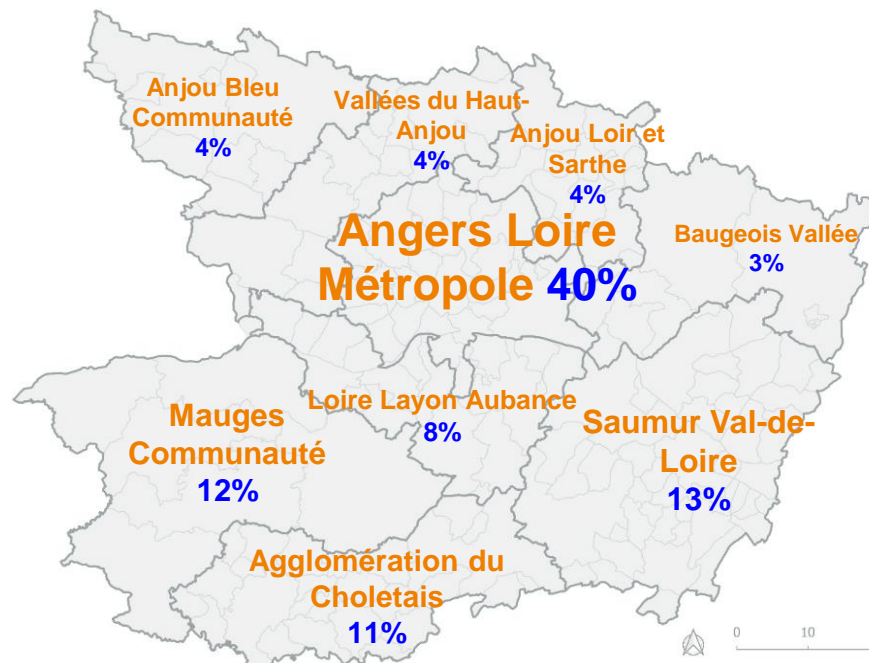 Anjou Bleu
Communauté
4%
Vallées du Haut-
Anjou
4%
Anjou Loir et
Sarthe
4%
Angers Loire
Métropole 40%
Baugeois Vallée
3%
Mauges
Communauté
12%
Loire Layon Aubance
8%
Saumur Val-de-
Loire
13%
Agglomération du
Choletais
11%
0 10